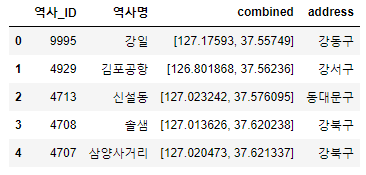 역사_ID 역사명 combined address
0 9995 강일 [127.17593, 37.55749] 강동구
1 4929 김포공항 [126.801868, 37.56236] 강서구
2 4713 신설동 [127.023242, 37.576095] 동대문구
3 4708 솔샘 [127.013626, 37.620238] 강북구
4 4707 삼양사거리 [127.020473, 37.621337] 강북구